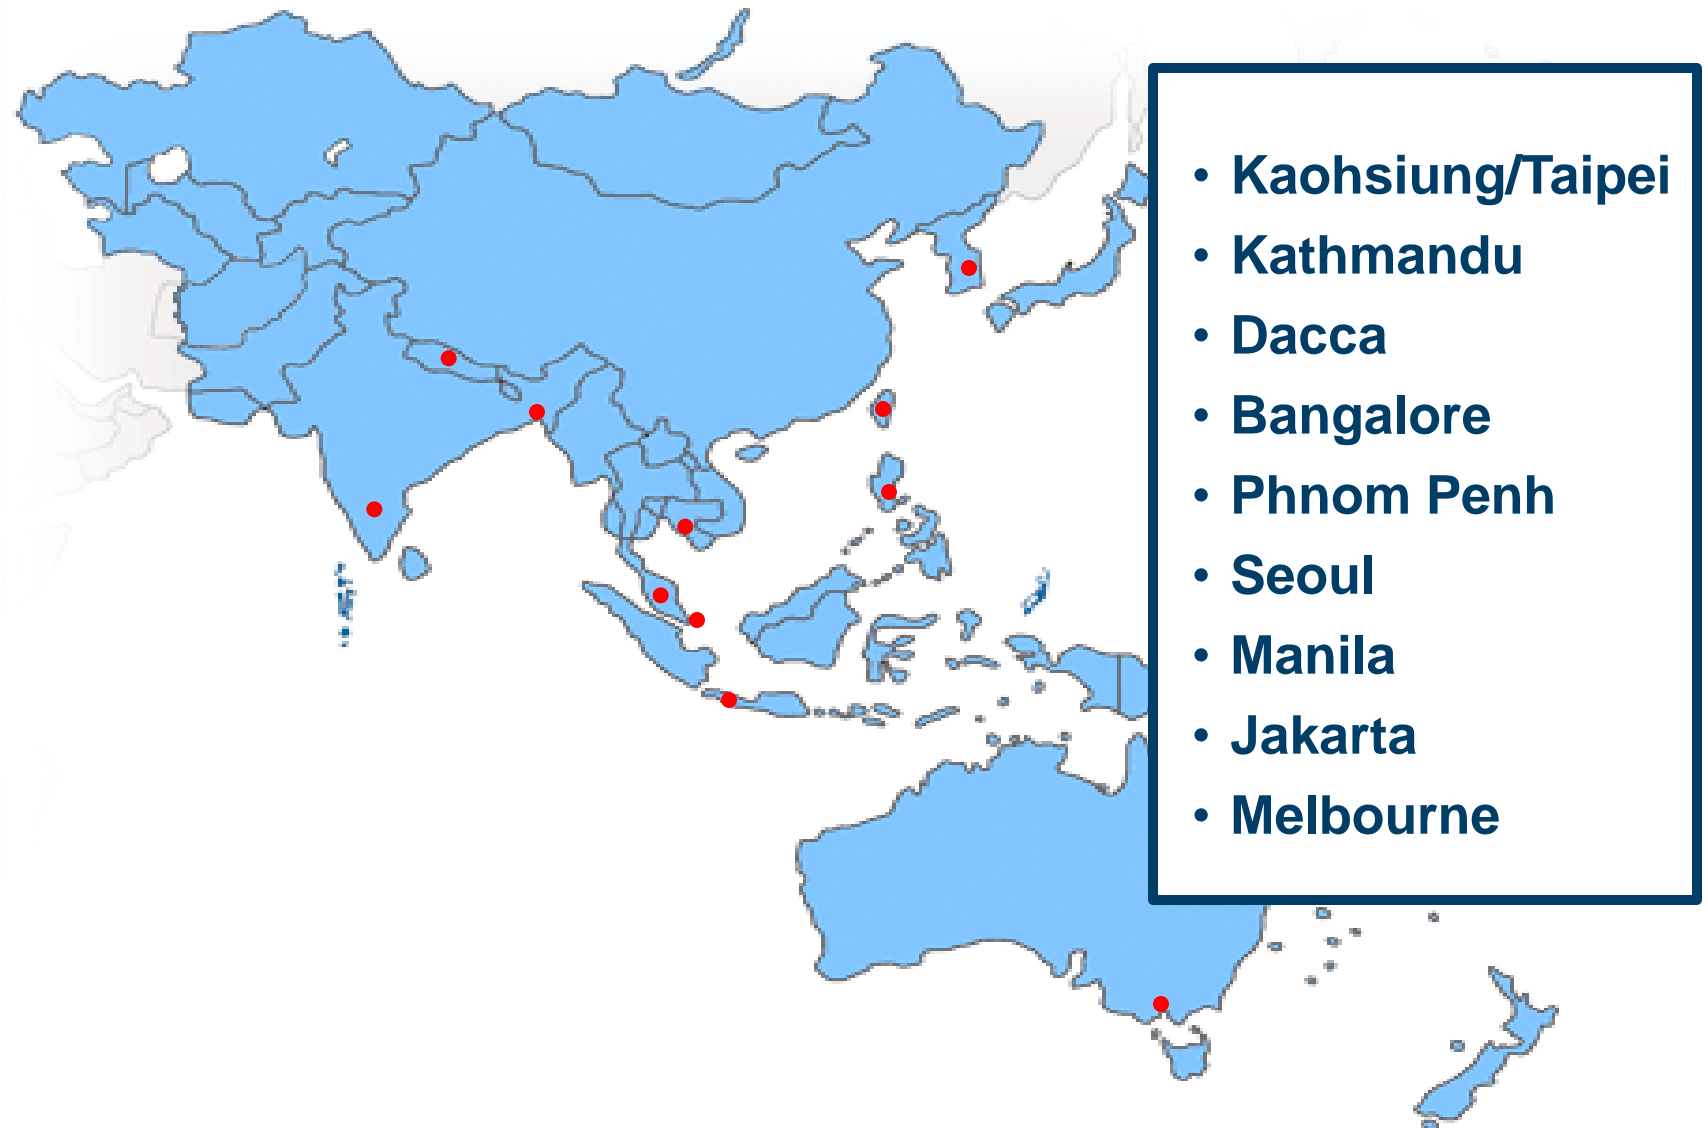 • Kaohsiung/Taipei
• Kathmandu
• Dacca
• Bangalore
• Phnom Penh
• Seoul
• Manila
• Jakarta
• Melbourne